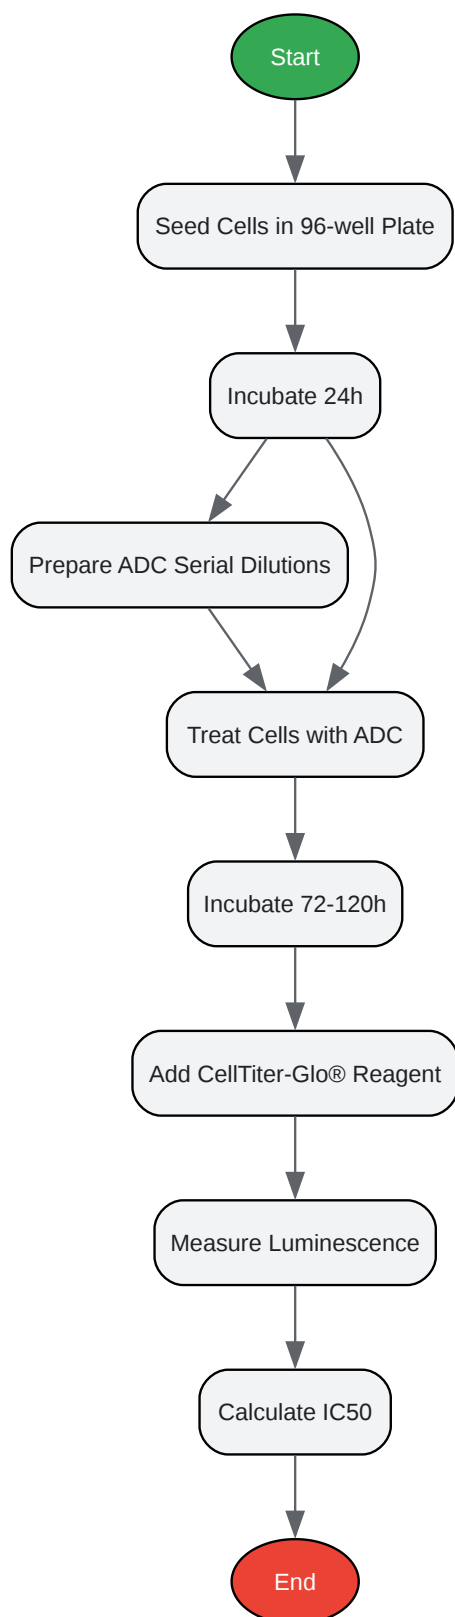 Start
Seed Cells in 96-well Plate
Incubate 24h
Prepare ADC Serial Dilutions
Treat Cells with ADC
Incubate 72-120h
Add CellTiter-Glo® Reagent
Measure Luminescence
Calculate IC50
End